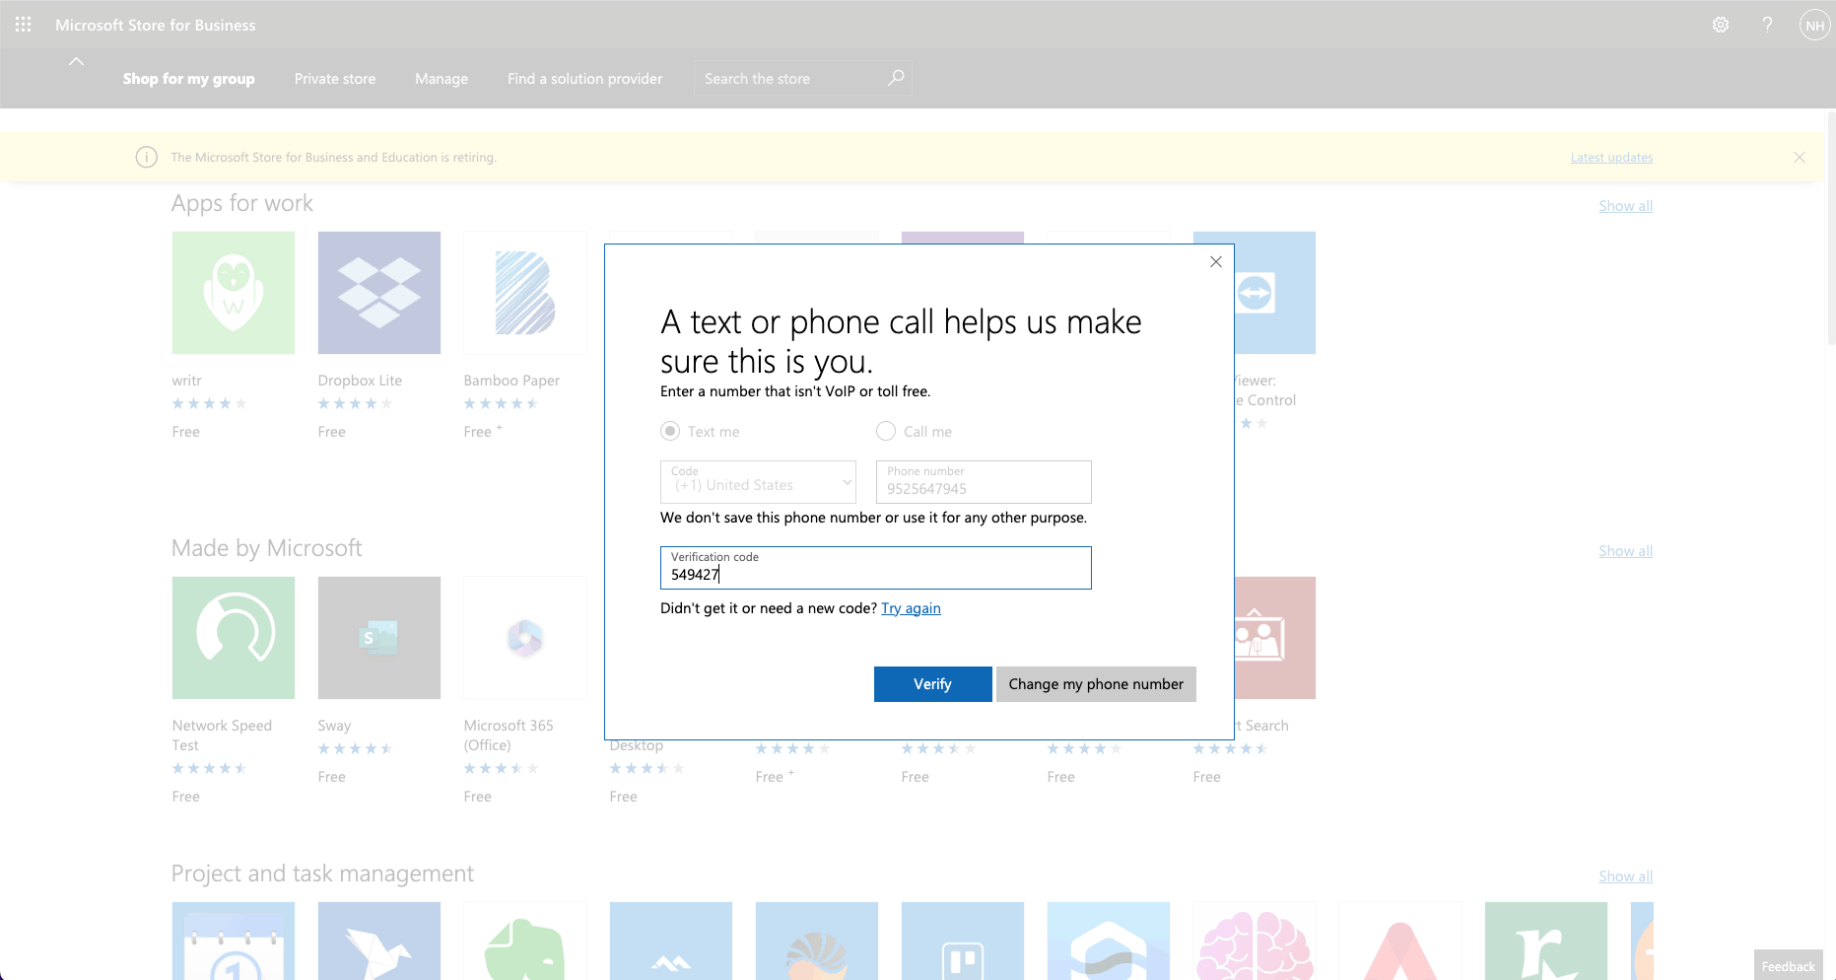 Microsoft Store for Business
?
NH
Shop for my group
Private store
Manage
Find a solution provider
Search the store
The Microsoft Store for Business and Education is retiring.
Latest updates
Apps for work
Show all
W
writr
Dropbox Lite
Bamboo Paper
Free
Free
Free +
A text or phone call helps us make
sure this is you.
Enter a number that isn't VoIP or toll free.
Text me
Call me
Code
(+1) United States
Phone number
9525647945
We don't save this phone number or use it for any other purpose.
Verification code
549427
Didn't get it or need a new code? Try again
Verify
Change my phone number
Viewer:
Control
Made by Microsoft
Show all
S
Network Speed
Test
Free
Sway
Free
Microsoft 365
(Office)
Free
Desktop
Free
Free +
Free
Free
Search
Free
Project and task management
Show all
1
Feedback